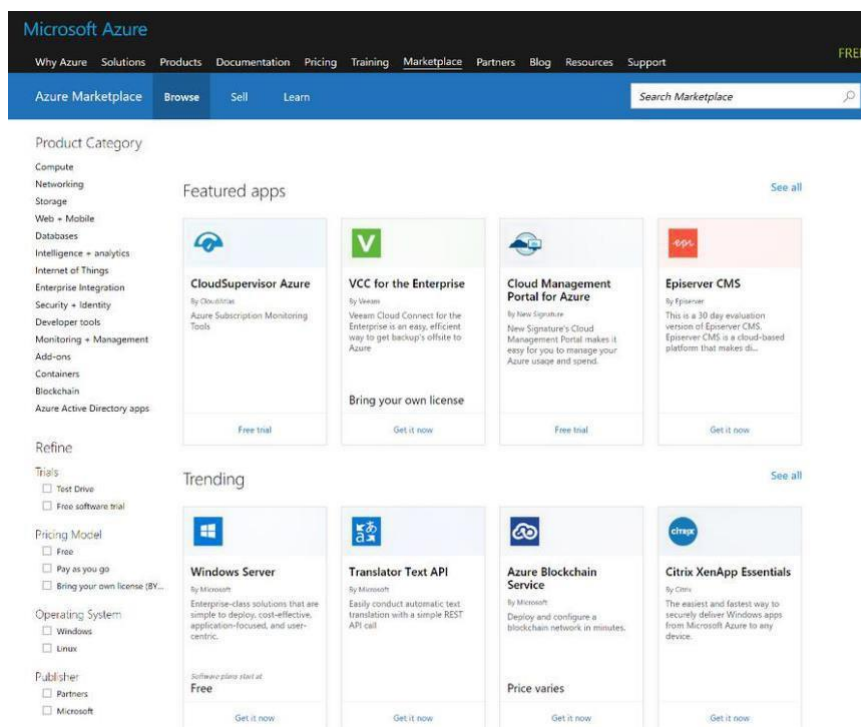 Microsoft Azure
Why Azure Solutions Products Documentation Pricing Training Marketplace Partners Blog Resources Support
FREE
Azure Marketplace Browse Sell Learn Search Marketplace
Product Category
Compute
Networking
Storage
Web + Mobile
Databases
Intelligence + analytics
Internet of Things
Enterprise Integration
Security + Identity
Developer tools
Monitoring + Management
Add-ons
Containers
Blockchain
Azure Active Directory apps
Refine
Trials
Test Drive
Free software trial
Pricing Model
Free
Pay as you go
Bring your own license (BY...
Operating System
Windows
Linux
Publisher
Partners
Microsoft
Featured apps See all
CloudSupervisor Azure
Azure Subscription Monitoring
Tools
Free trial
V
VCC for the Enterprise
By Veeam
Veeam Cloud Connect for the
Enterprise is an easy, efficient
way to get backup's offsite to
Azure
Bring your own license
Get it now
Cloud Management
Portal for Azure
By New Signature
New Signature's Cloud
Management Portal makes it
easy for you to manage your
Azure usage and spend.
Free trial
epi
Episerver CMS
By Episerver
This is a 30 day evaluation
version of Episerver CMS.
Episerver CMS is a cloud-based
platform that makes di...
Get it now
Trending See all
Windows Server
By Microsoft
Enterprise-class solutions that are
simple to deploy, cost-effective,
application-focused, and user-
centric.
Software plans start at
Free
Get it now
あ
a
Translator Text API
By Microsoft
Easily conduct automatic text
translation with a simple REST
API call
Get it now
Azure Blockchain
Service
By Microsoft
Deploy and configure a
blockchain network in minutes.
Price varies
Get it now
citrix
Citrix XenApp Essentials
By Citrix
The easiest and fastest way to
securely deliver Windows apps
from Microsoft Azure to any
device.
Get it now